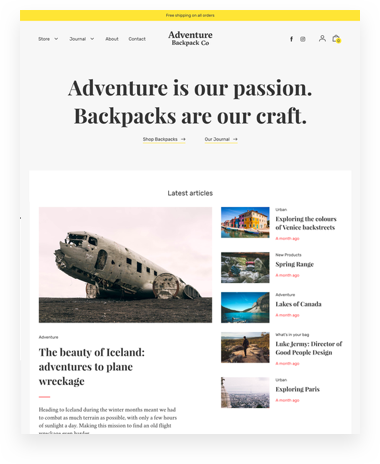 Free shipping on all orders
Store
Journal
About
Contact
Adventure
Backpack Co
Adventure is our passion.
Backpacks are our craft.
Shop Backpacks →
Our Journal →
Latest articles
Adventure
The beauty of Iceland:
adventures to plane
wreckage
Heading to Iceland during the winter months meant we had
to combat as much terrain as possible, with only a few hours
of sunlight a day. Making this mission to find an old flight
wreckage even harder.
Urban
Exploring the colours
of Venice backstreets
A month ago
New Products
Spring Range
A month ago
Adventure
Lakes of Canada
A month ago
What's in your bag
Luke Jermy: Director of
Good People Design
A month ago
Urban
Exploring Paris
A month ago